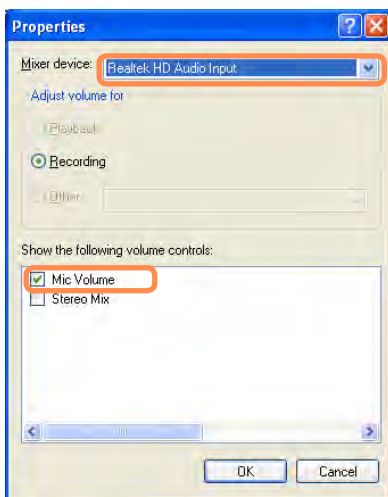 Properties
Mixer device: Realtek HD Audio Input
Adjust volume for
Playback
Recording
Other
Show the following volume controls:
Mic Volume
Stereo Mix
OK Cancel